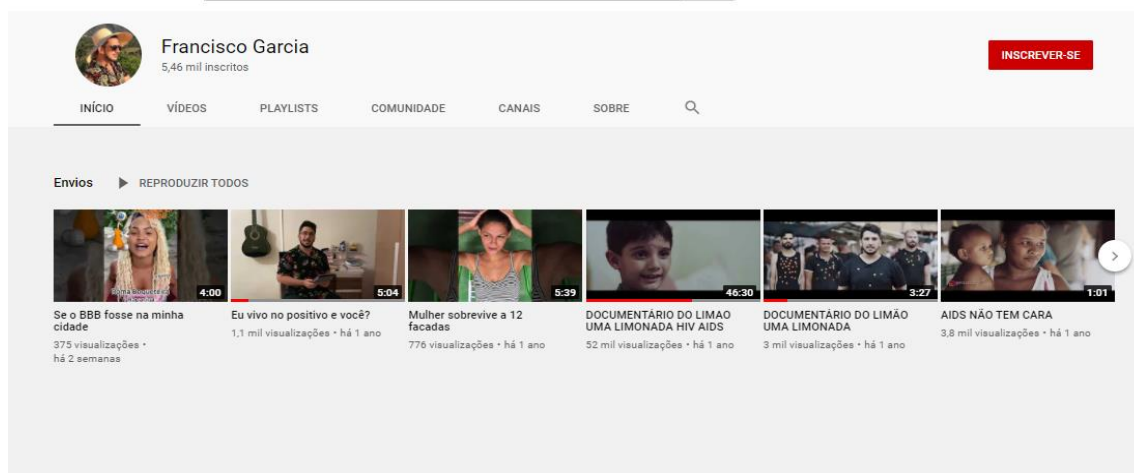 Francisco Garcia
5,46 mil inscritos
INSCREVER-SE
INÍCIO VÍDEOS PLAYLISTS COMUNIDADE CANAIS SOBRE
Envios REPRODUZIR TODOS
4:00 5:04 5:39 46:30 3:27 1:01
Se o BBB fosse na minha
cidade
375 visualizações •
há 2 semanas
Eu vivo no positivo e você?
1,1 mil visualizações • há 1 ano
Mulher sobrevive a 12
facadas
776 visualizações • há 1 ano
DOCUMENTÁRIO DO LIMAO
UMA LIMONADA HIV AIDS
52 mil visualizações • há 1 ano
DOCUMENTÁRIO DO LIMÃO
UMA LIMONADA
3 mil visualizações • há 1 ano
AIDS NÃO TEM CARA
3,8 mil visualizações • há 1 ano